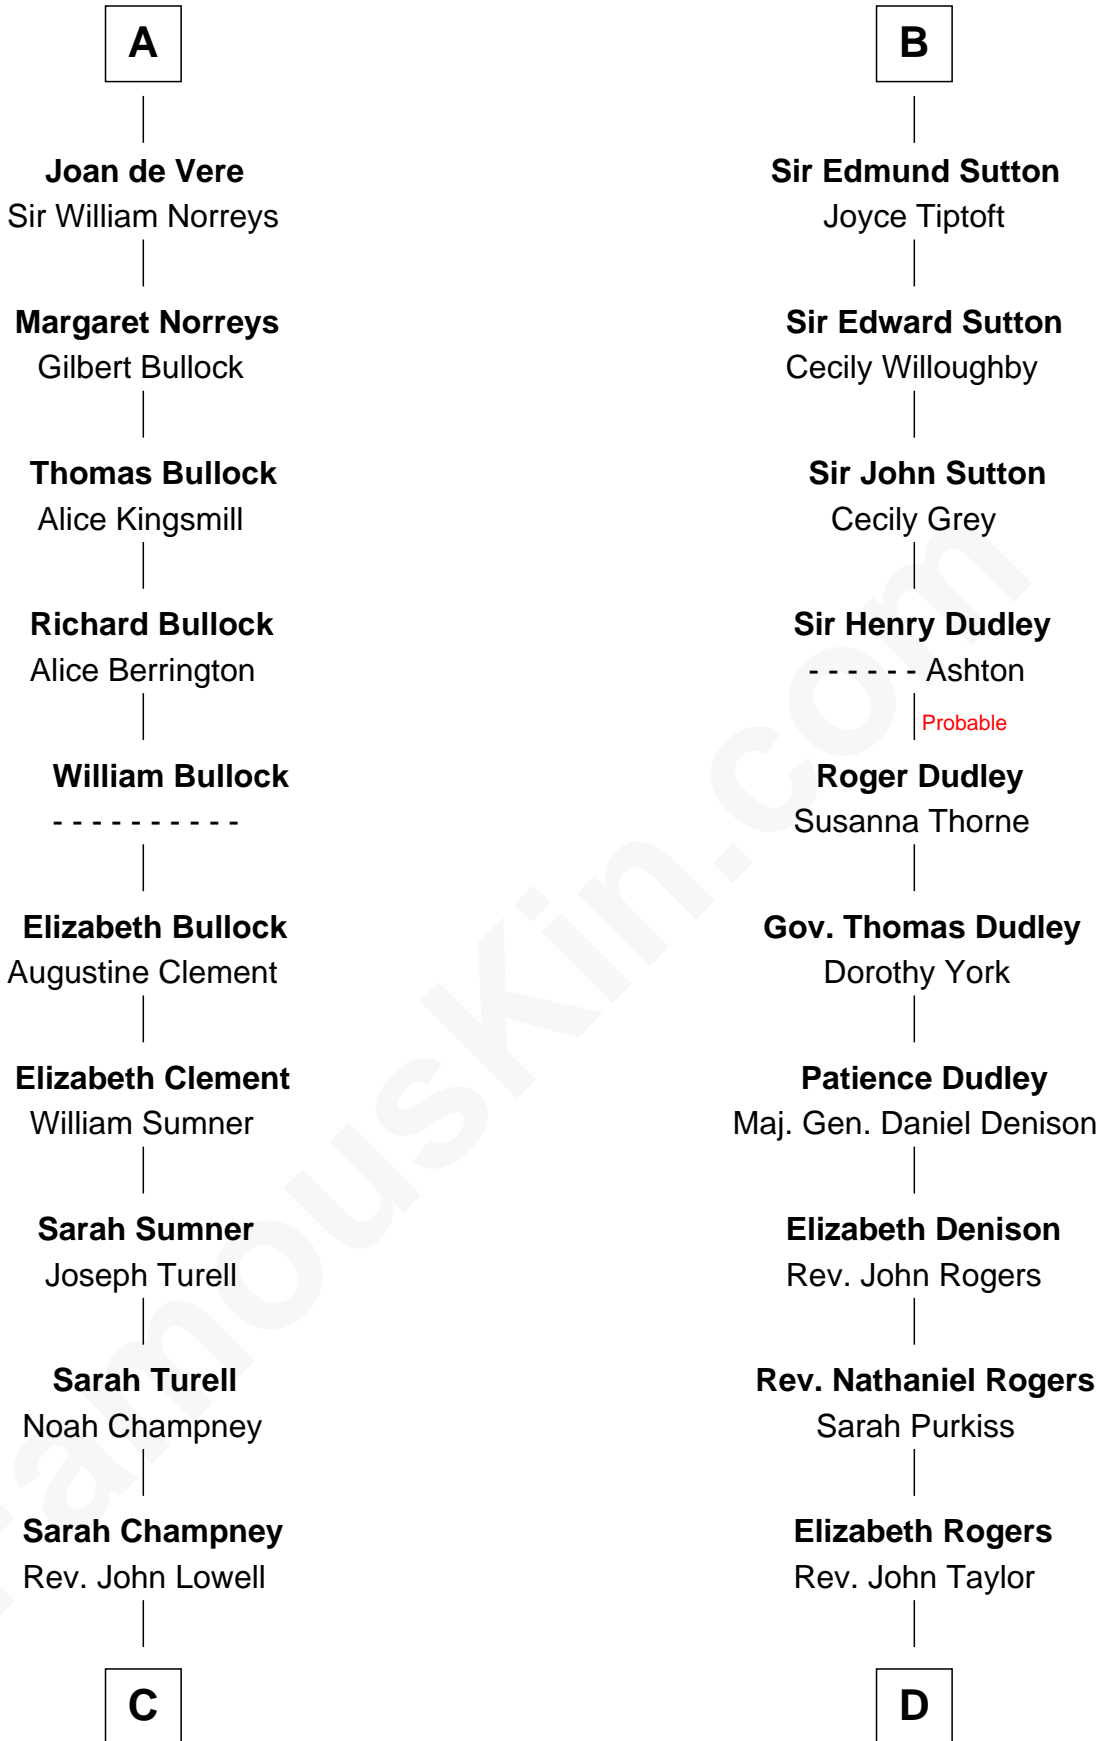 A
Joan de Vere
Sir William Norreys
Margaret Norreys
Gilbert Bullock
Thomas Bullock
Alice Kingsmill
Richard Bullock
Alice Berrington
William Bullock
- - - - - - - - - -
Elizabeth Bullock
Augustine Clement
Elizabeth Clement
William Sumner
Sarah Sumner
Joseph Turell
Sarah Turell
Noah Champney
Sarah Champney
Rev. John Lowell
C
B
Sir Edmund Sutton
Joyce Tiptoft
Sir Edward Sutton
Cecily Willoughby
Sir John Sutton
Cecily Grey
Sir Henry Dudley
- - - - - - Ashton
Probable
Roger Dudley
Susanna Thorne
Gov. Thomas Dudley
Dorothy York
Patience Dudley
Maj. Gen. Daniel Denison
Elizabeth Denison
Rev. John Rogers
Rev. Nathaniel Rogers
Sarah Purkiss
Elizabeth Rogers
Rev. John Taylor
D
FamousKin.com